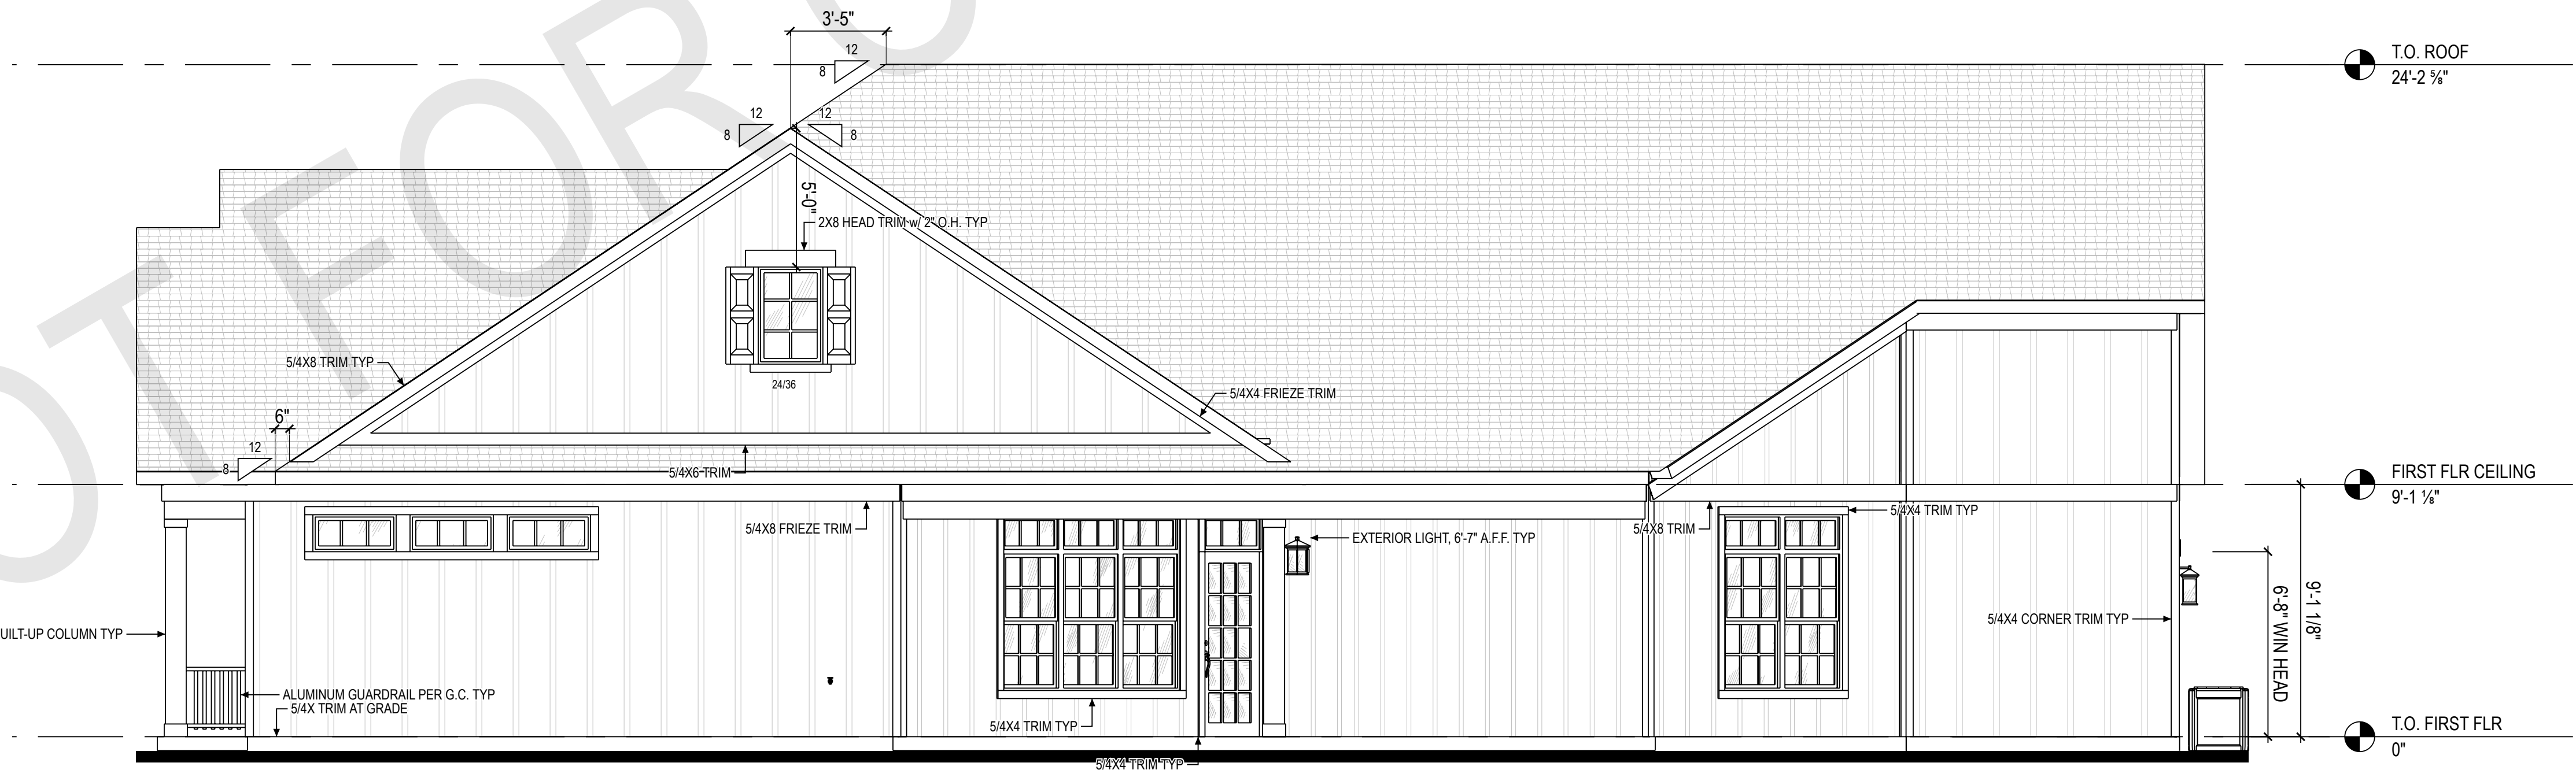 NOT FOR C
3'-5"
12
8
T.O. ROOF
24'-2 ⅝"
12
8
12
8
5'-0"
2X8 HEAD TRIM w/ 2" O.H. TYP
5/4X8 TRIM TYP
24/36
5/4X4 FRIEZE TRIM
6"
12
8
5/4X6 TRIM
FIRST FLR CEILING
9'-1 ⅛"
5/4X8 FRIEZE TRIM
EXTERIOR LIGHT, 6'-7" A.F.F. TYP
5/4X8 TRIM
5/4X4 TRIM TYP
UILT-UP COLUMN TYP
5/4X4 CORNER TRIM TYP
6'-8" WIN HEAD
9'-1 1/8"
ALUMINUM GUARDRAIL PER G.C. TYP
5/4X TRIM AT GRADE
5/4X4 TRIM TYP
T.O. FIRST FLR
0"
5/4X4 TRIM TYP